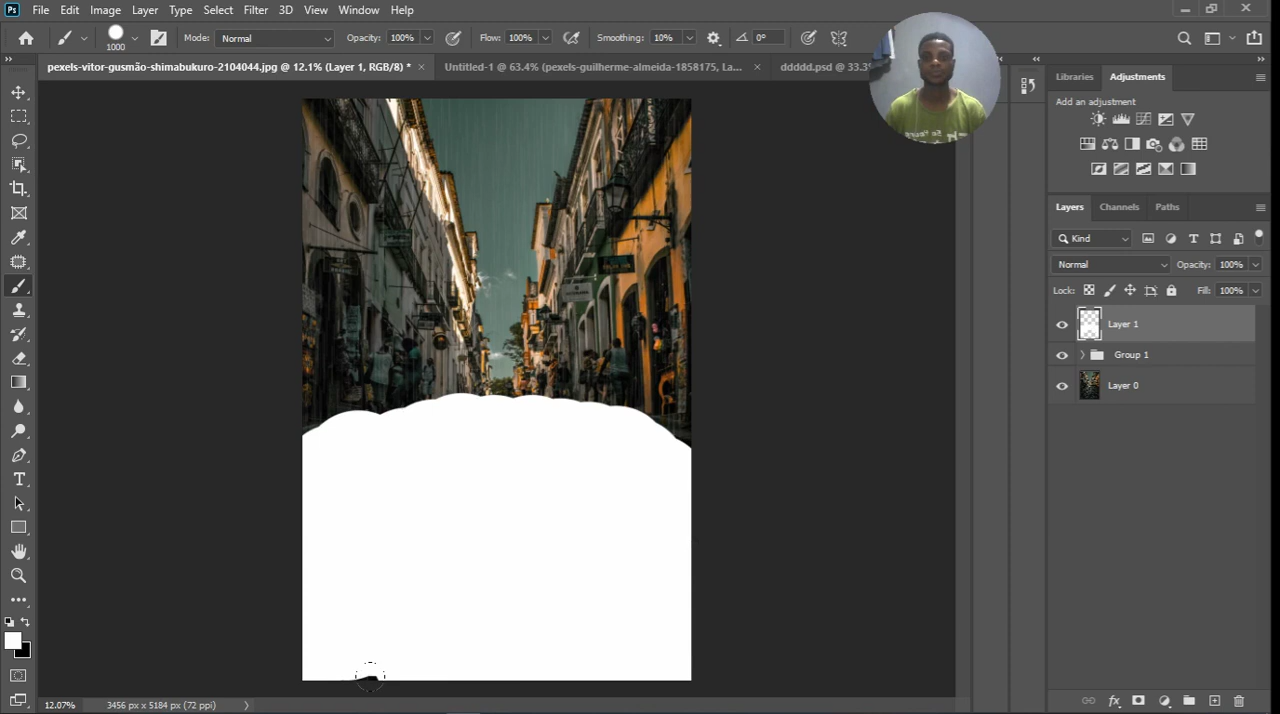 Ps File Edit Image Layer Type Select Filter 3D View Window Help
1000 Mode: Normal Opacity: 100% Flow: 100% Smoothing: 10% 0°
pexels-vitor-gusmão-shimabukuro-2104044.jpg @ 12.1% (Layer 1, RGB/8) * × Untitled-1 @ 63.4% (pexels-guilherme-almeida-1858175, La... × ddddd.psd @ 33.3
Libraries Adjustments
Add an adjustment
Layers Channels Paths
Kind
Normal Opacity: 100%
Lock: Fill: 100%
Layer 1
Group 1
Layer 0
12.07% 3456 px x 5184 px (72 ppi)